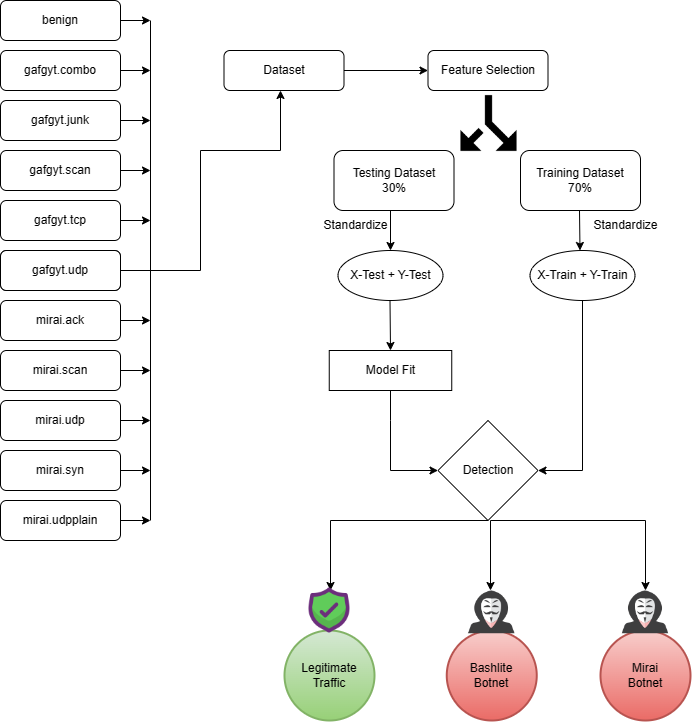 benign
gafgyt.combo
gafgyt.junk
gafgyt.scan
gafgyt.tcp
gafgyt.udp
mirai.ack
mirai.scan
mirai.udp
mirai.syn
mirai.udpplain
Dataset
Feature Selection
Testing Dataset
30%
Training Dataset
70%
Standardize
Standardize
X-Test + Y-Test
X-Train + Y-Train
Model Fit
Detection
Legitimate
Traffic
Bashlite
Botnet
Mirai
Botnet